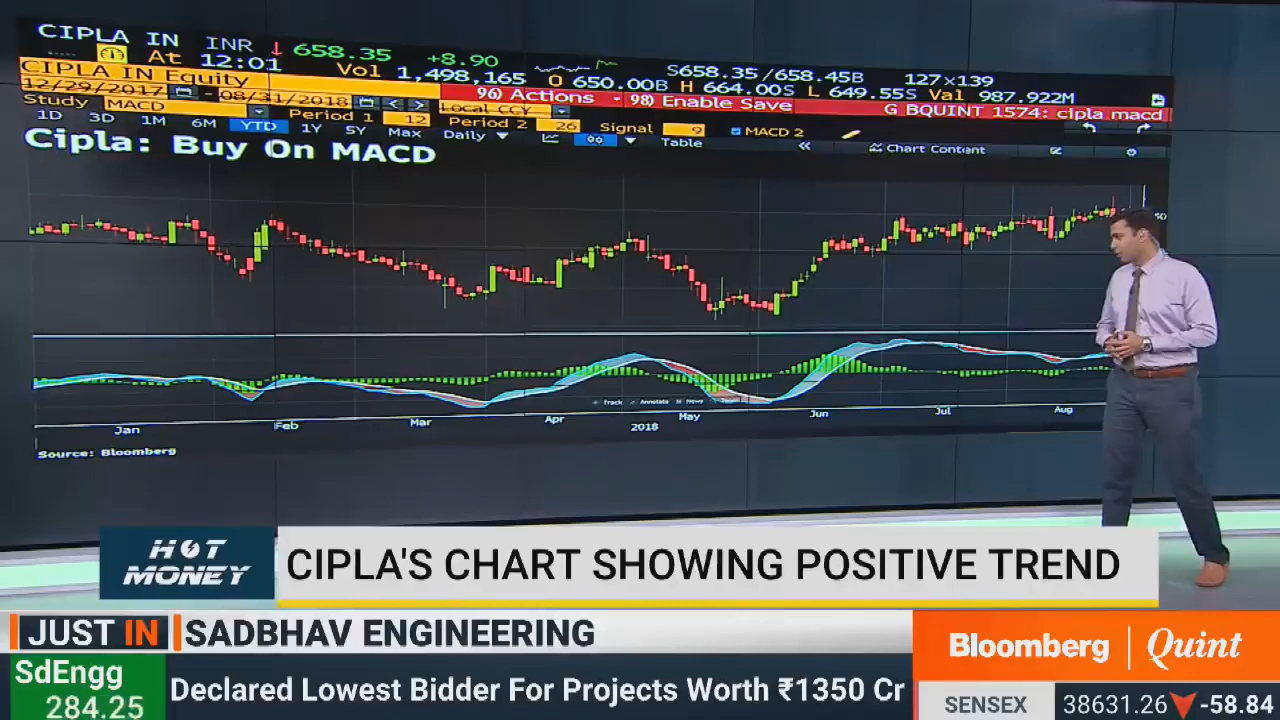 CIPLA IN INR ↓ 658.35 +8.90 S658.35/658.45B 127×139
At 12:01 Vol 1,498,165 O 650.00B H 664.00S L 649.55S Val 987.922M
CIPLA IN Equity 96) Actions 98) Enable Save G BQUINT 1574: cipla macd
12/29/2017 - 08/31/2018 Local CCY
Study MACD Period 1 12 Period 2 26 Signal 9 MACD 2
1D 3D 1M 6M YTD 1Y 5Y Max Daily Table « Chart Content
Cipla: Buy On MACD
Track Annotate News
Jan Feb Mar Apr May Jun Jul Aug
2018
Source: Bloomberg
HOT MONEY
CIPLA'S CHART SHOWING POSITIVE TREND
JUST IN SADBHAV ENGINEERING
SdEngg
284.25
Declared Lowest Bidder For Projects Worth ₹1350 Cr
Bloomberg | Quint
SENSEX 38631.26 -58.84